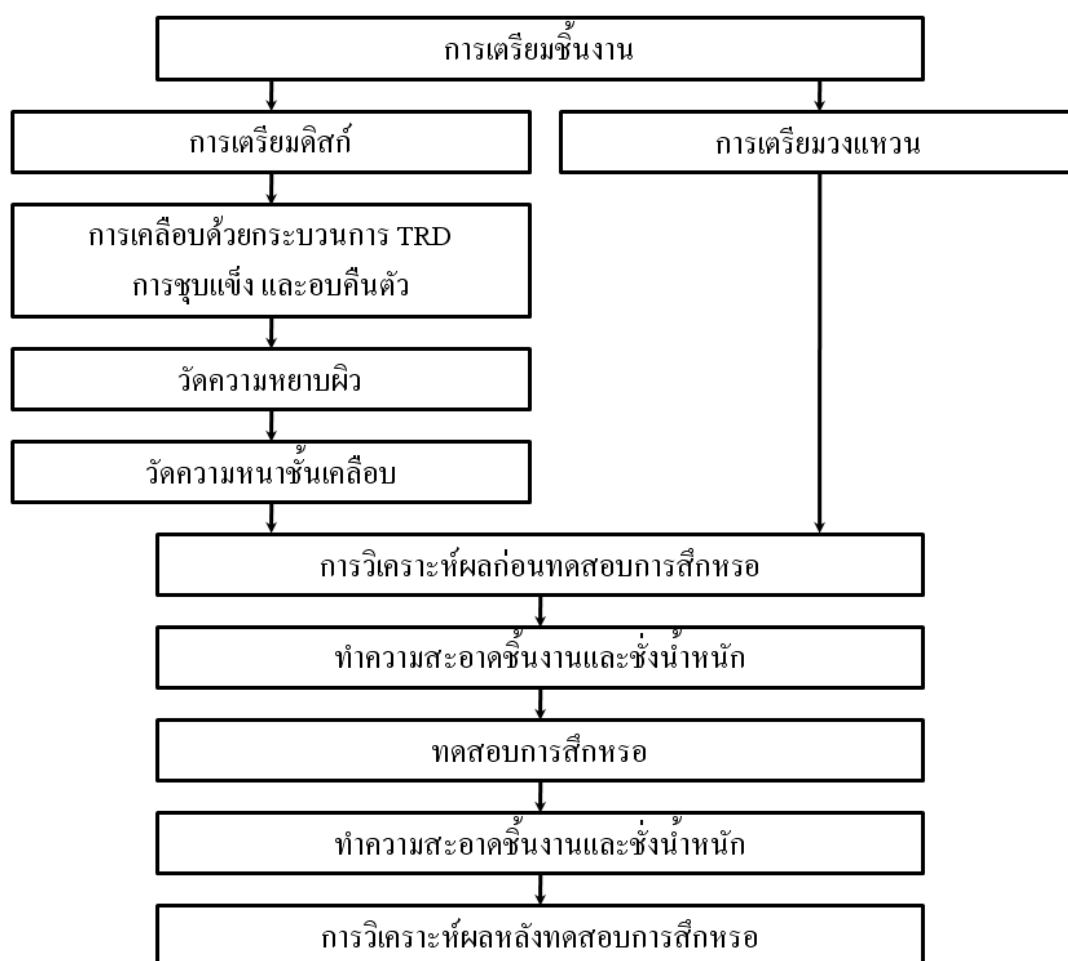 การเตรียมชิ้นงาน
การเตรียมดิสก์
การเตรียมวงแหวน
การเคลือบด้วยกระบวนการ TRD
การชุบแข็ง และอบคืนตัว
วัดความหยาบผิว
วัดความหนาชั้นเคลือบ
การวิเคราะห์ผลก่อนทดสอบการสึกหรอ
ทำความสะอาดชิ้นงานและชั่งน้ำหนัก
ทดสอบการสึกหรอ
ทำความสะอาดชิ้นงานและชั่งน้ำหนัก
การวิเคราะห์ผลหลังทดสอบการสึกหรอ